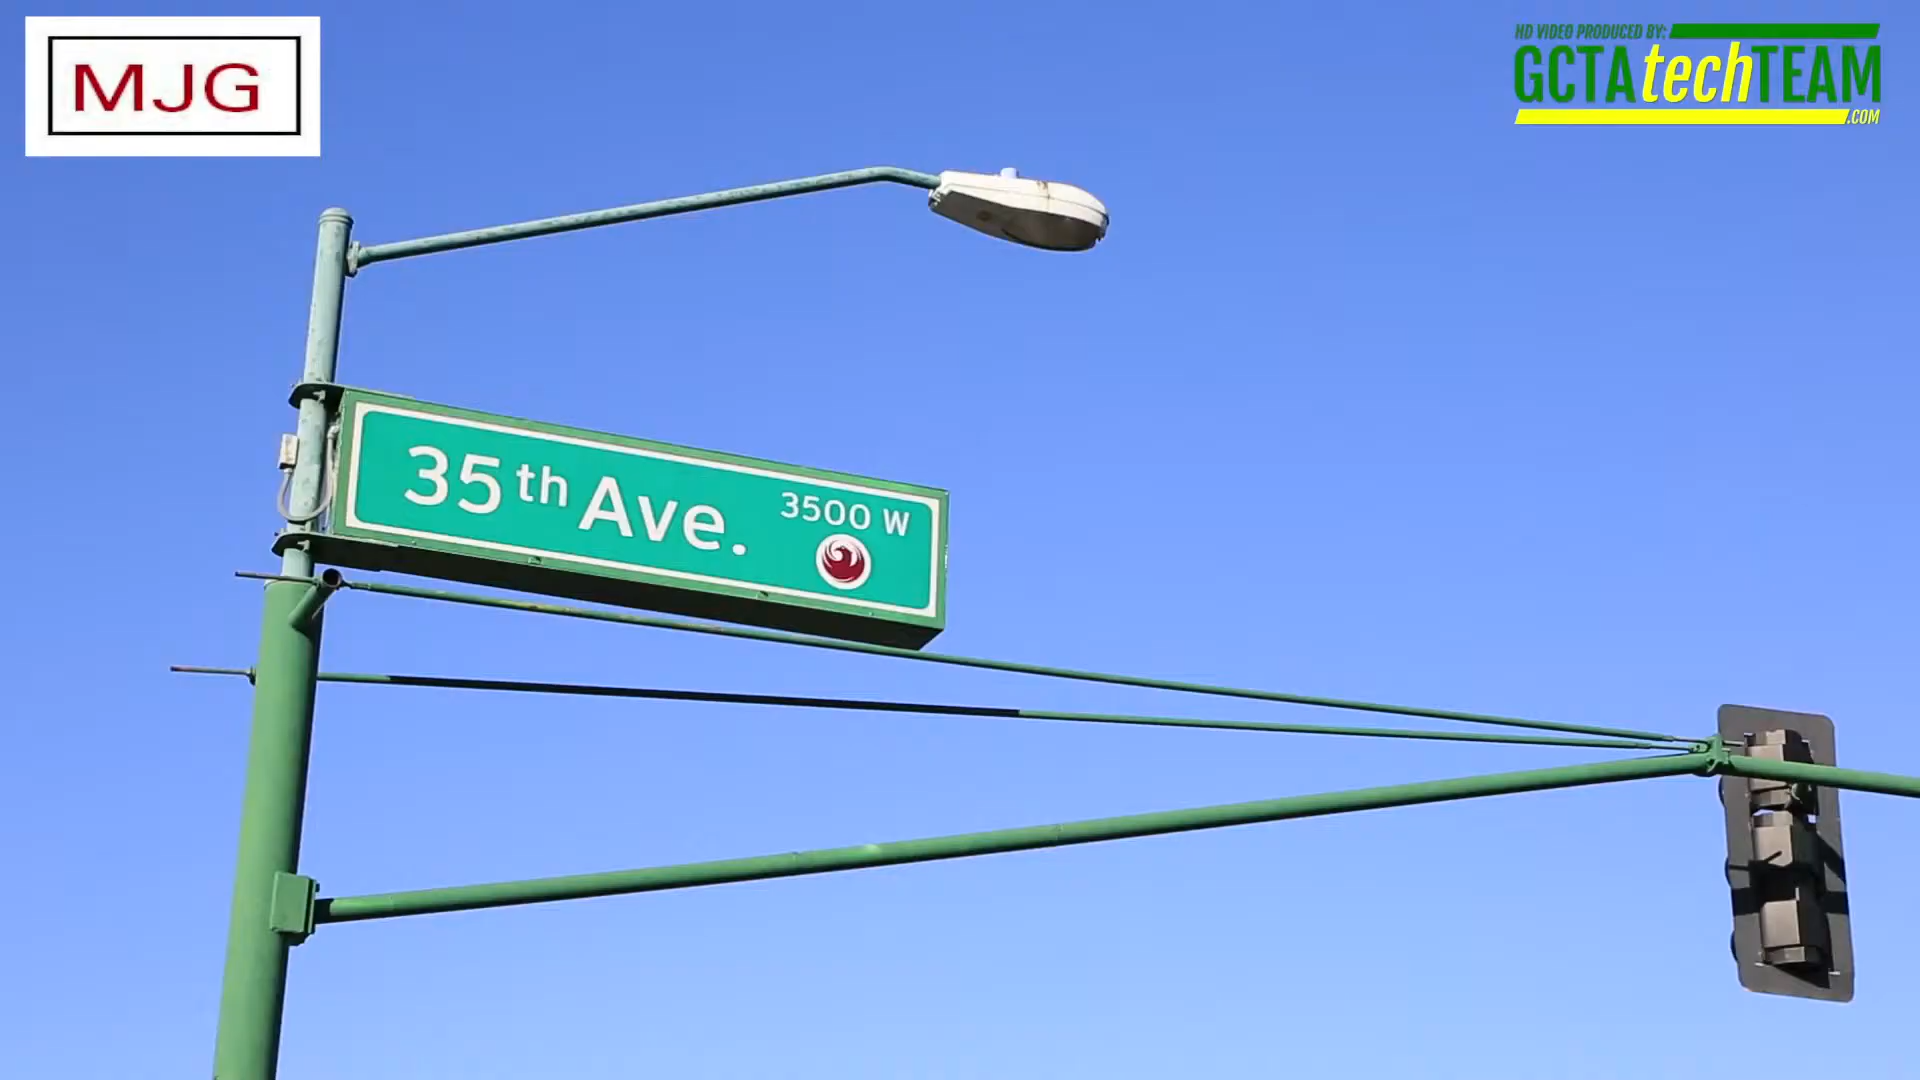 MJG
HD VIDEO PRODUCED BY:
GCTAtechTEAM
.COM
35th Ave.
3500 W